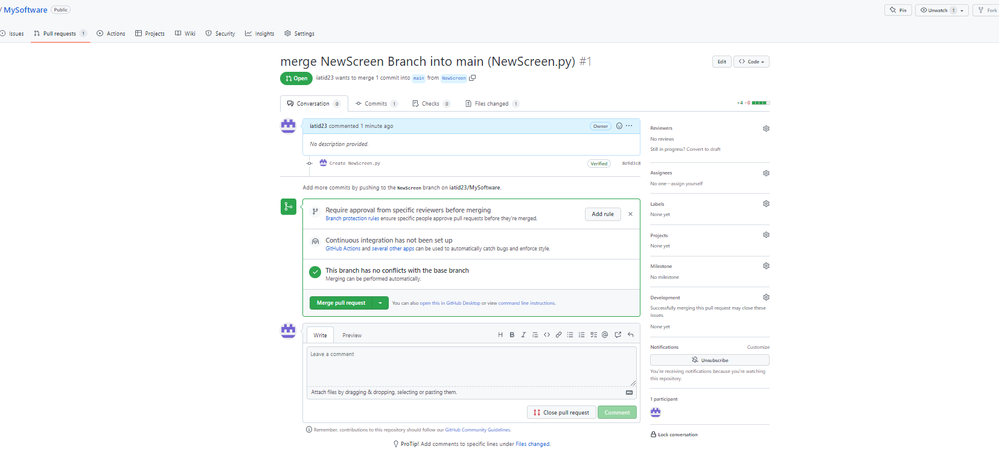 / MySoftware Public
Pin Unwatch 1 Fork
Issues Pull requests 1 Actions Projects Wiki Security Insights Settings
merge NewScreen Branch into main (NewScreen.py) #1
Edit <> Code
Open iatid23 wants to merge 1 commit into main from NewScreen
Conversation 0 Commits 1 Checks 0 Files changed 1
+4 −0
iatid23 commented 1 minute ago Owner ...
No description provided.
Create NewScreen.py Verified 8e9d3c8
Add more commits by pushing to the NewScreen branch on iatid23/MySoftware.
Require approval from specific reviewers before merging
Branch protection rules ensure specific people approve pull requests before they're merged.
Add rule
Continuous integration has not been set up
GitHub Actions and several other apps can be used to automatically catch bugs and enforce style.
This branch has no conflicts with the base branch
Merging can be performed automatically.
Merge pull request You can also open this in GitHub Desktop or view command line instructions.
Write Preview
H B I <> @
Leave a comment
Attach files by dragging & dropping, selecting or pasting them.
Close pull request Comment
Remember, contributions to this repository should follow our GitHub Community Guidelines.
ProTip! Add comments to specific lines under Files changed.
Reviewers
No reviews
Still in progress? Convert to draft
Assignees
No one—assign yourself
Labels
None yet
Projects
None yet
Milestone
No milestone
Development
Successfully merging this pull request may close these
issues.
None yet
Notifications Customize
Unsubscribe
You're receiving notifications because you're watching
this repository.
1 participant
Lock conversation